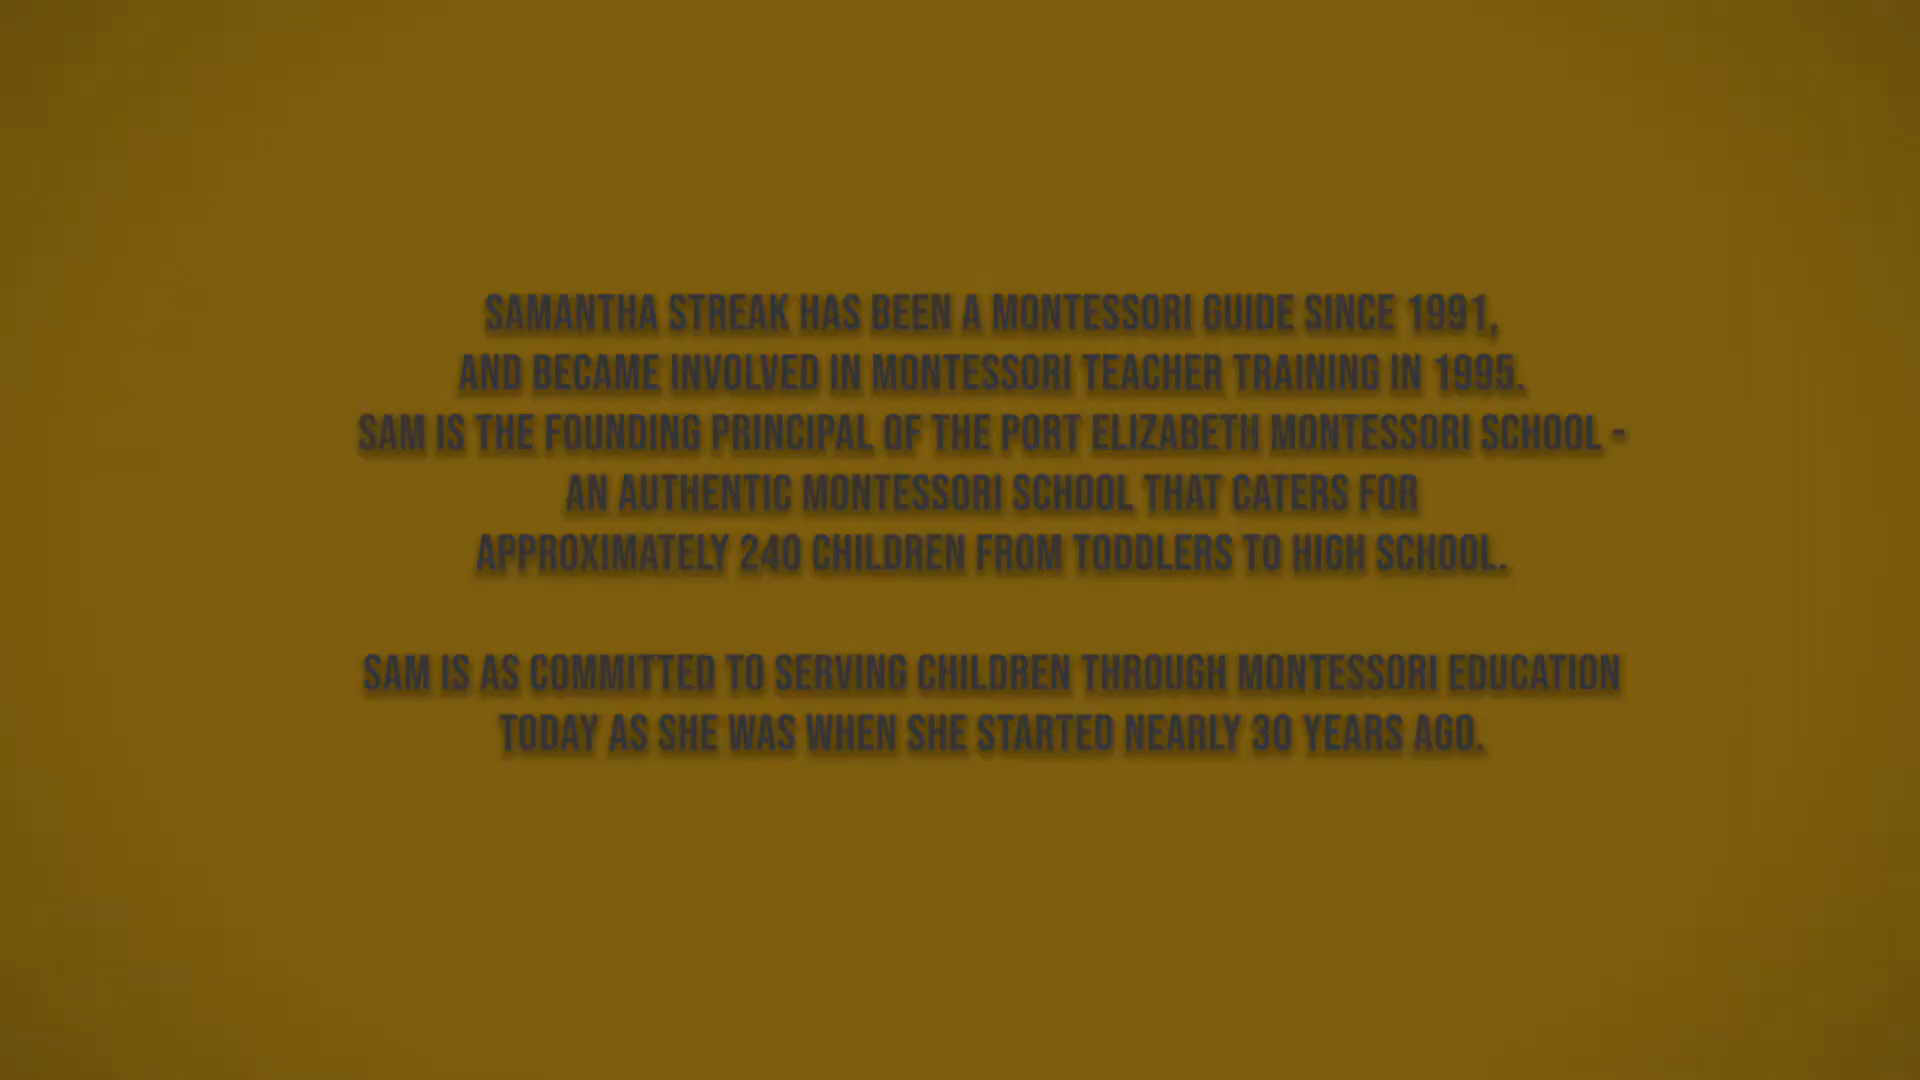 SAMANTHA STREAK HAS BEEN A MONTESSORI GUIDE SINCE 1991,
AND BECAME INVOLVED IN MONTESSORI TEACHER TRAINING IN 1995.
SAM IS THE FOUNDING PRINCIPAL OF THE PORT ELIZABETH MONTESSORI SCHOOL -
AN AUTHENTIC MONTESSORI SCHOOL THAT CATERS FOR
APPROXIMATELY 240 CHILDREN FROM TODDLERS TO HIGH SCHOOL.
SAM IS AS COMMITTED TO SERVING CHILDREN THROUGH MONTESSORI EDUCATION
TODAY AS SHE WAS WHEN SHE STARTED NEARLY 30 YEARS AGO.